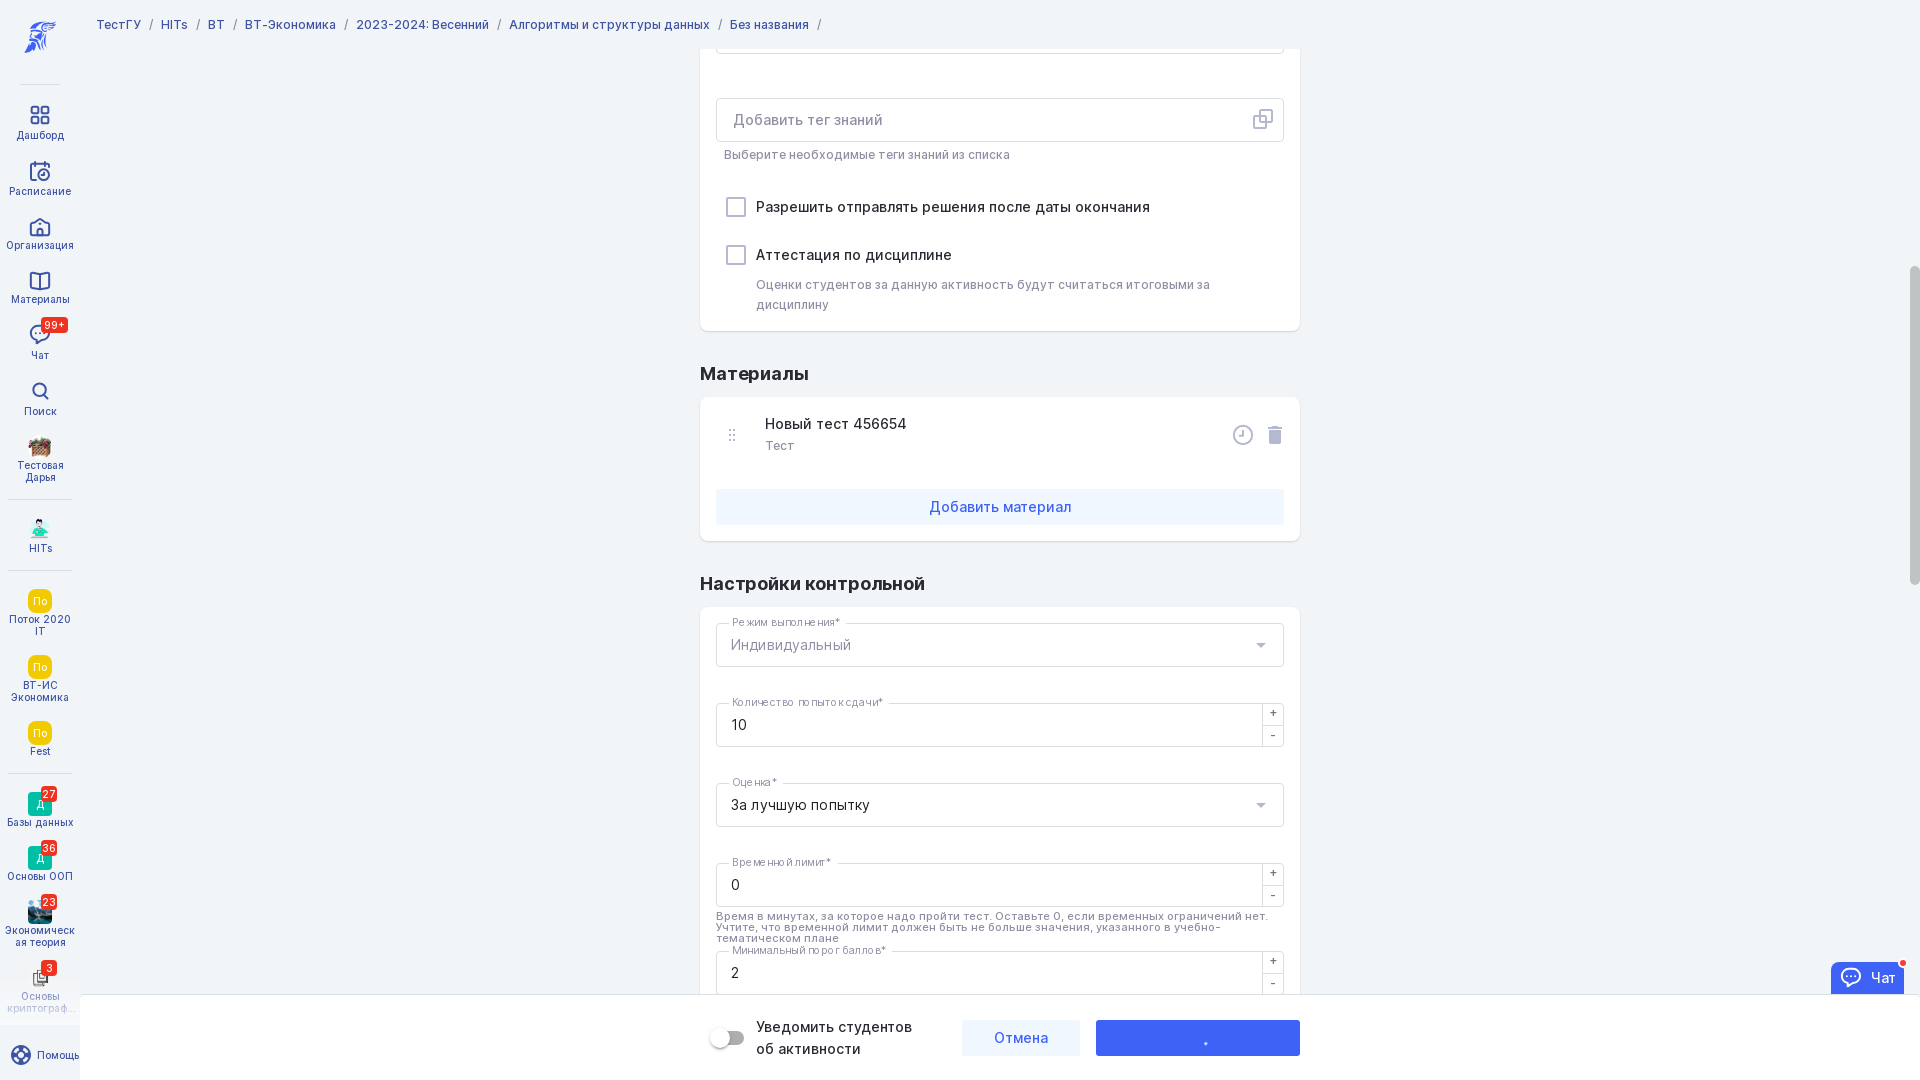 ТестГУ / HITs / ВТ / ВТ-Экономика / 2023-2024: Весенний / Алгоритмы и структуры данных / Без названия /
Дашборд
Расписание
Организация
Материалы
99+
Чат
Поиск
Тестовая
Дарья
HITs
По
Поток 2020
IT
По
ВТ-ИС
Экономика
По
Fest
27
Д
Базы данных
36
Д
Основы ООП
23
Экономическ
ая теория
3
Основы
криптограф...
Помощь
Добавить тег знаний
Выберите необходимые теги знаний из списка
Разрешить отправлять решения после даты окончания
Аттестация по дисциплине
Оценки студентов за данную активность будут считаться итоговыми за
дисциплину
Материалы
Новый тест 456654
Тест
Добавить материал
Настройки контрольной
Режим выполнения*
Индивидуальный
Количество попыток сдачи*
10
+
-
Оценка*
За лучшую попытку
Временной лимит*
0
+
-
Время в минутах, за которое надо пройти тест. Оставьте 0, если временных ограничений нет.
Учтите, что временной лимит должен быть не больше значения, указанного в учебно-
тематическом плане
Минимальный порог баллов*
2
+
-
Чат
Уведомить студентов
об активности
Отмена